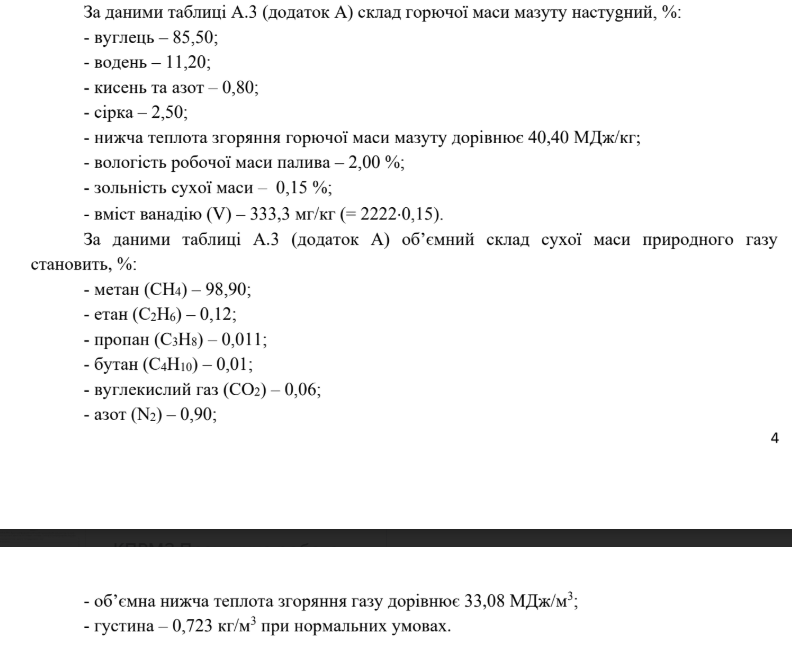 За даними таблиці А.3 (додаток А) склад горючої маси мазуту настуgний, %:
- вуглець – 85,50;
- водень – 11,20;
- кисень та азот – 0,80;
- сірка – 2,50;
- нижча теплота згоряння горючої маси мазуту дорівнює 40,40 МДж/кг;
- вологість робочої маси палива – 2,00 %;
- зольність сухої маси – 0,15 %;
- вміст ванадію (V) – 333,3 мг/кг (= 2222·0,15).
За даними таблиці А.3 (додаток А) об’ємний склад сухої маси природного газу
становить, %:
- метан (CH₄) – 98,90;
- етан (C₂H₆) – 0,12;
- пропан (C₃H₈) – 0,011;
- бутан (C₄H₁₀) – 0,01;
- вуглекислий газ (CO₂) – 0,06;
- азот (N₂) – 0,90;
4
- об’ємна нижча теплота згоряння газу дорівнює 33,08 МДж/м³;
- густина – 0,723 кг/м³ при нормальних умовах.